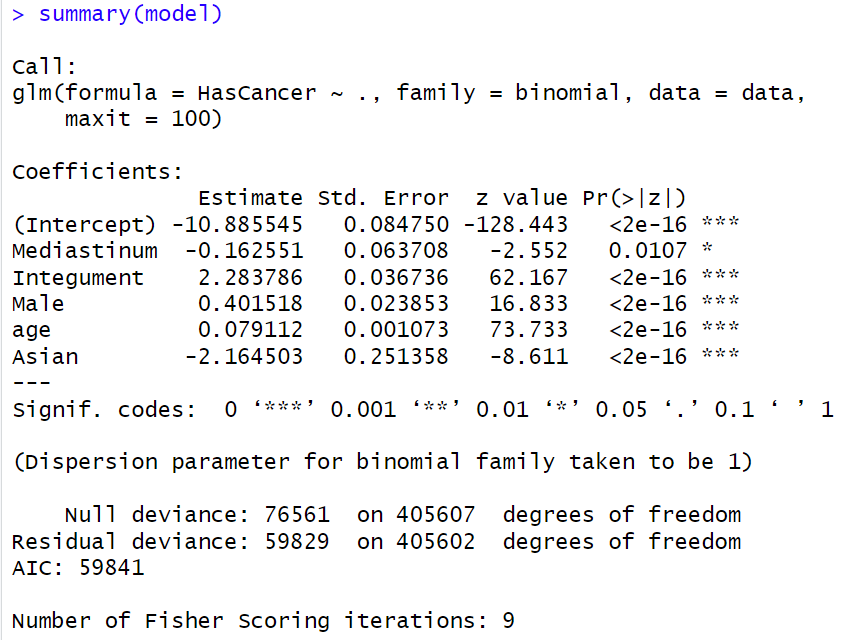 > summary(model)
Call:
glm(formula = HasCancer ~ ., family = binomial, data = data,
    maxit = 100)
Coefficients:
              Estimate Std. Error  z value Pr(>|z|)
(Intercept) -10.885545   0.084750 -128.443   <2e-16 ***
Mediastinum  -0.162551   0.063708   -2.552   0.0107 *
Integument    2.283786   0.036736   62.167   <2e-16 ***
Male          0.401518   0.023853   16.833   <2e-16 ***
age           0.079112   0.001073   73.733   <2e-16 ***
Asian        -2.164503   0.251358   -8.611   <2e-16 ***
---
Signif. codes:  0 ‘***’ 0.001 ‘**’ 0.01 ‘*’ 0.05 ‘.’ 0.1 ‘ ’ 1
(Dispersion parameter for binomial family taken to be 1)
    Null deviance: 76561  on 405607  degrees of freedom
Residual deviance: 59829  on 405602  degrees of freedom
AIC: 59841
Number of Fisher Scoring iterations: 9